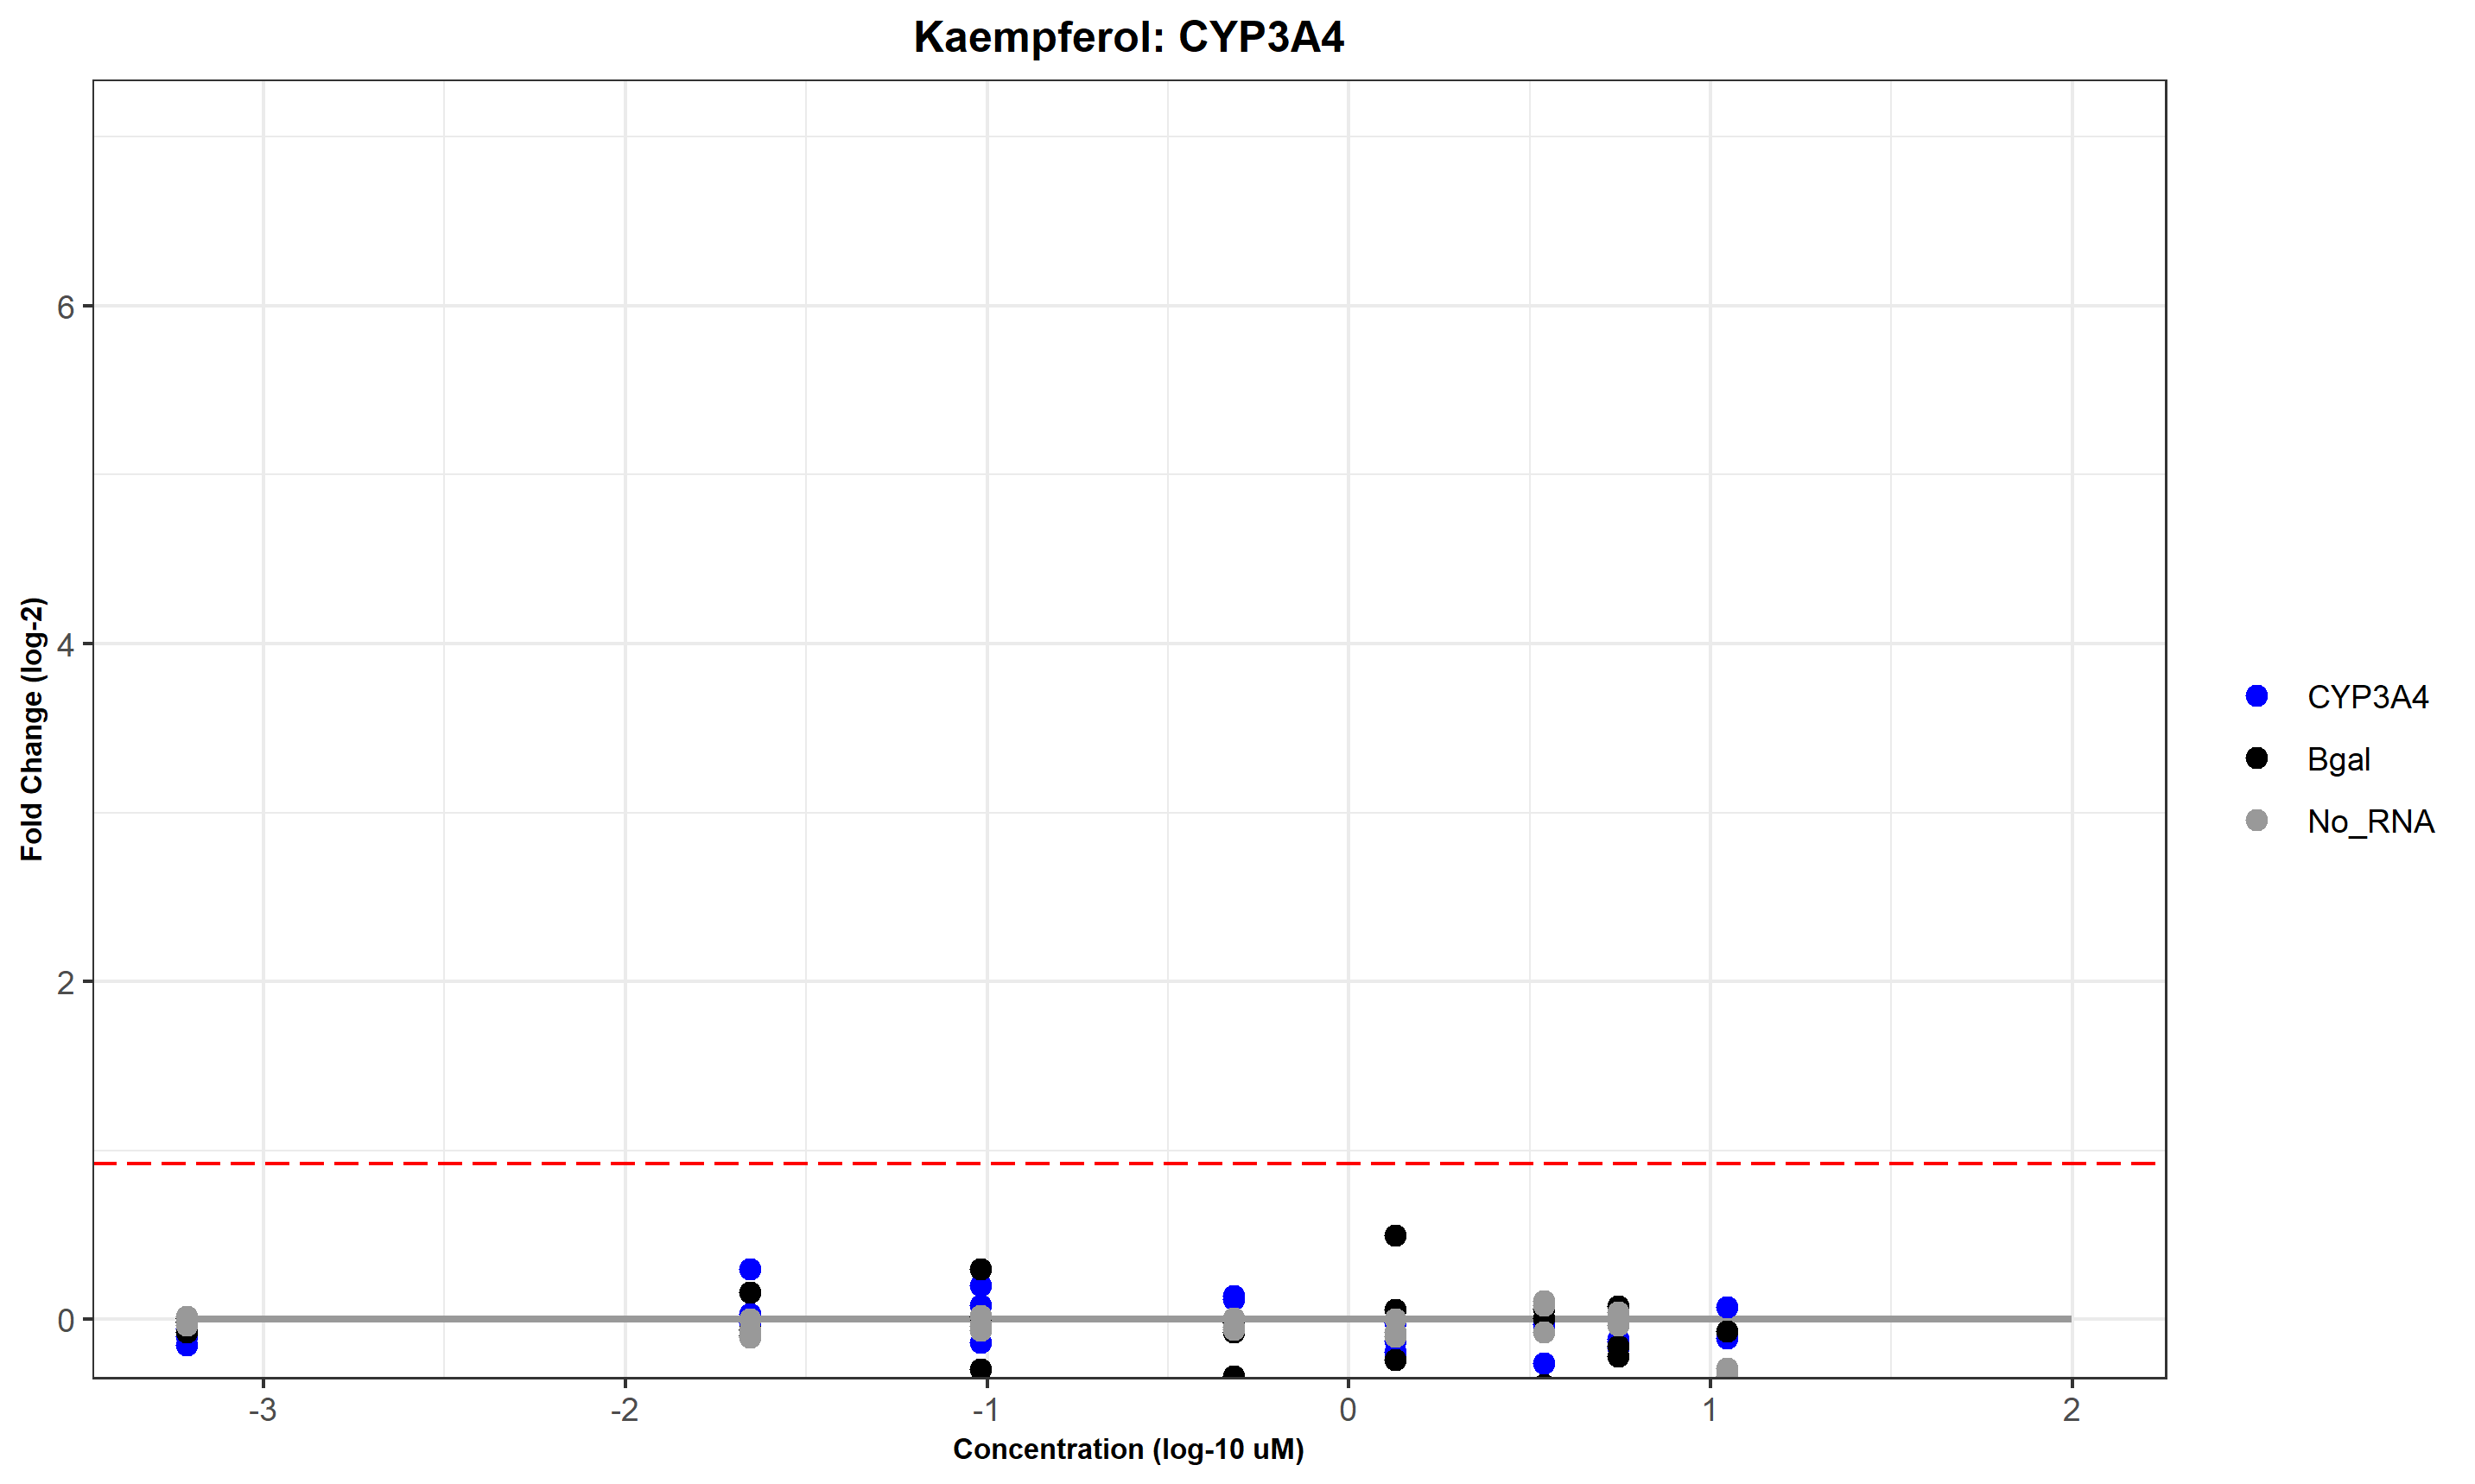 Kaempferol: CYP3A4
Fold Change (log-2)
6
4
2
0
-3
-2
-1
0
1
2
Concentration (log-10 uM)
CYP3A4
Bgal
No_RNA